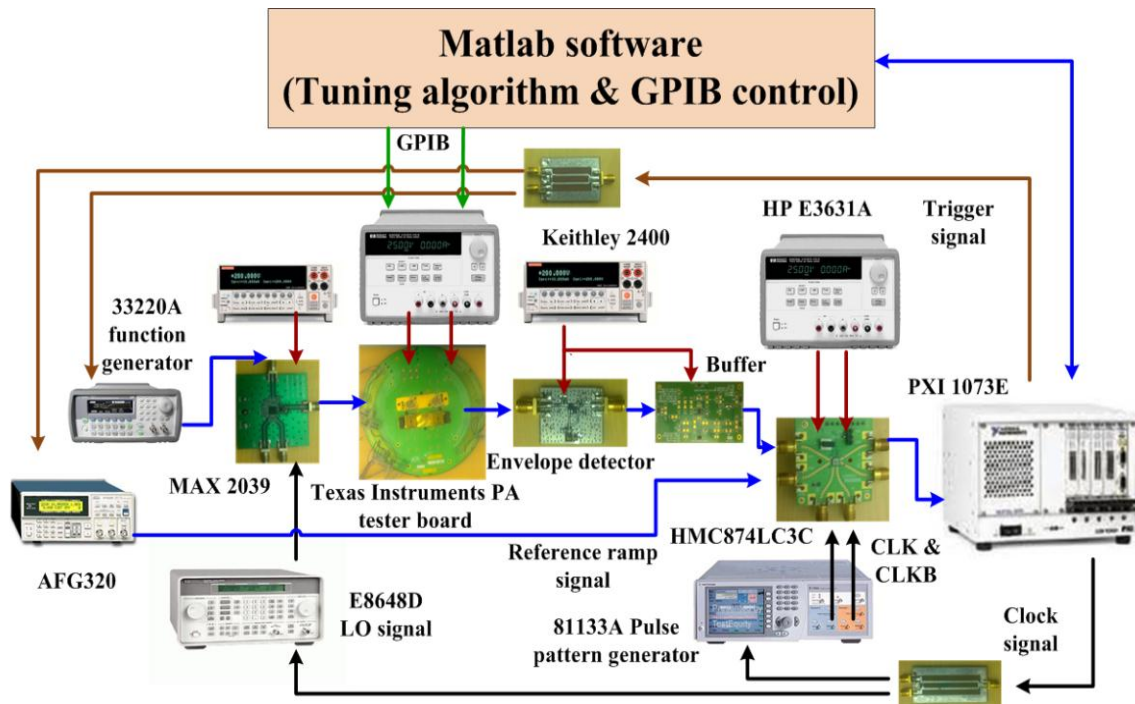 Matlab software
(Tuning algorithm & GPIB control)
GPIB
HP E3631A
Trigger
signal
Keithley 2400
33220A
function
generator
Buffer
PXI 1073E
Envelope detector
MAX 2039
Texas Instruments PA
tester board
HMC874LC3C
CLK &
CLKB
Reference ramp
signal
AFG320
E8648D
LO signal
81133A Pulse
pattern generator
Clock
signal